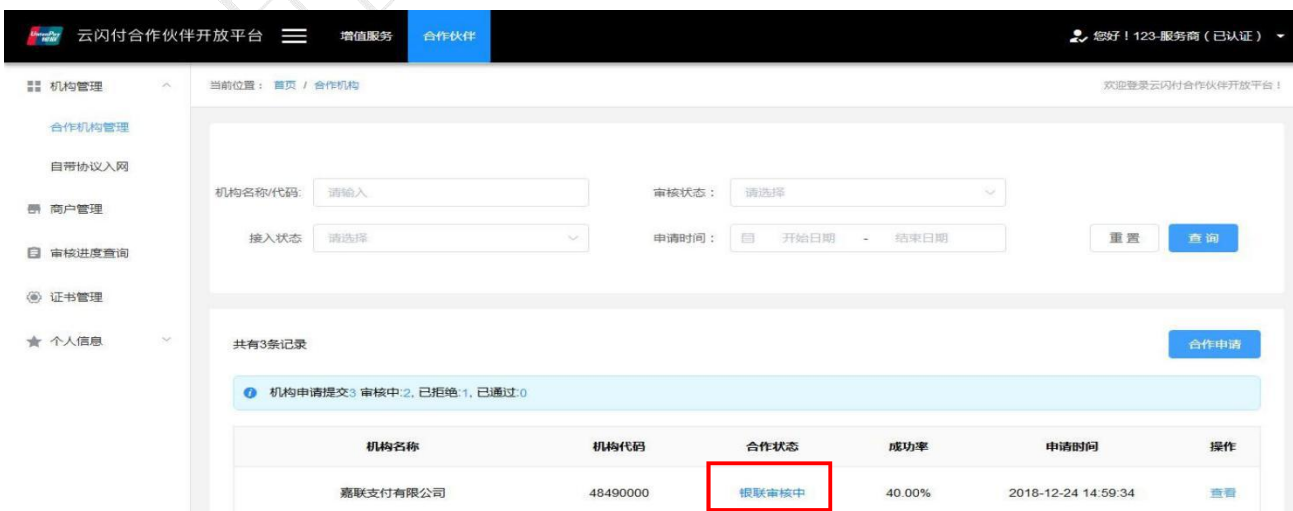 UnionPay 云闪付合作伙伴开放平台 增值服务 合作伙伴 您好！123-服务商（已认证）
机构管理 当前位置： 首页 / 合作机构 欢迎登录云闪付合作伙伴开放平台！
合作机构管理
自带协议入网
机构名称/代码: 请输入 审核状态： 请选择
商户管理
接入状态 请选择 申请时间： 开始日期 - 结束日期 重置 查询
审核进度查询
证书管理
个人信息 共有3条记录 合作申请
机构申请提交3 审核中:2, 已拒绝:1, 已通过:0
机构名称 机构代码 合作状态 成功率 申请时间 操作
嘉联支付有限公司 48490000 银联审核中 40.00% 2018-12-24 14:59:34 查看